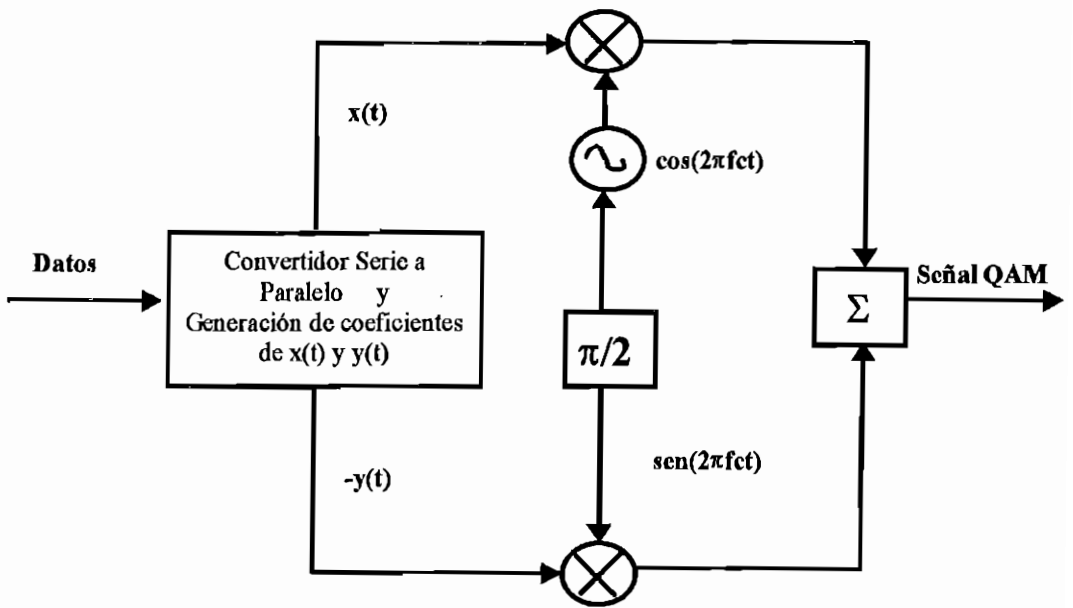 x(t)
cos(2πfct)
Datos
Convertidor Serie a
Paralelo y
Generación de coeficientes
de x(t) y y(t)
π/2
Σ
Señal QAM
-y(t)
sen(2πfct)